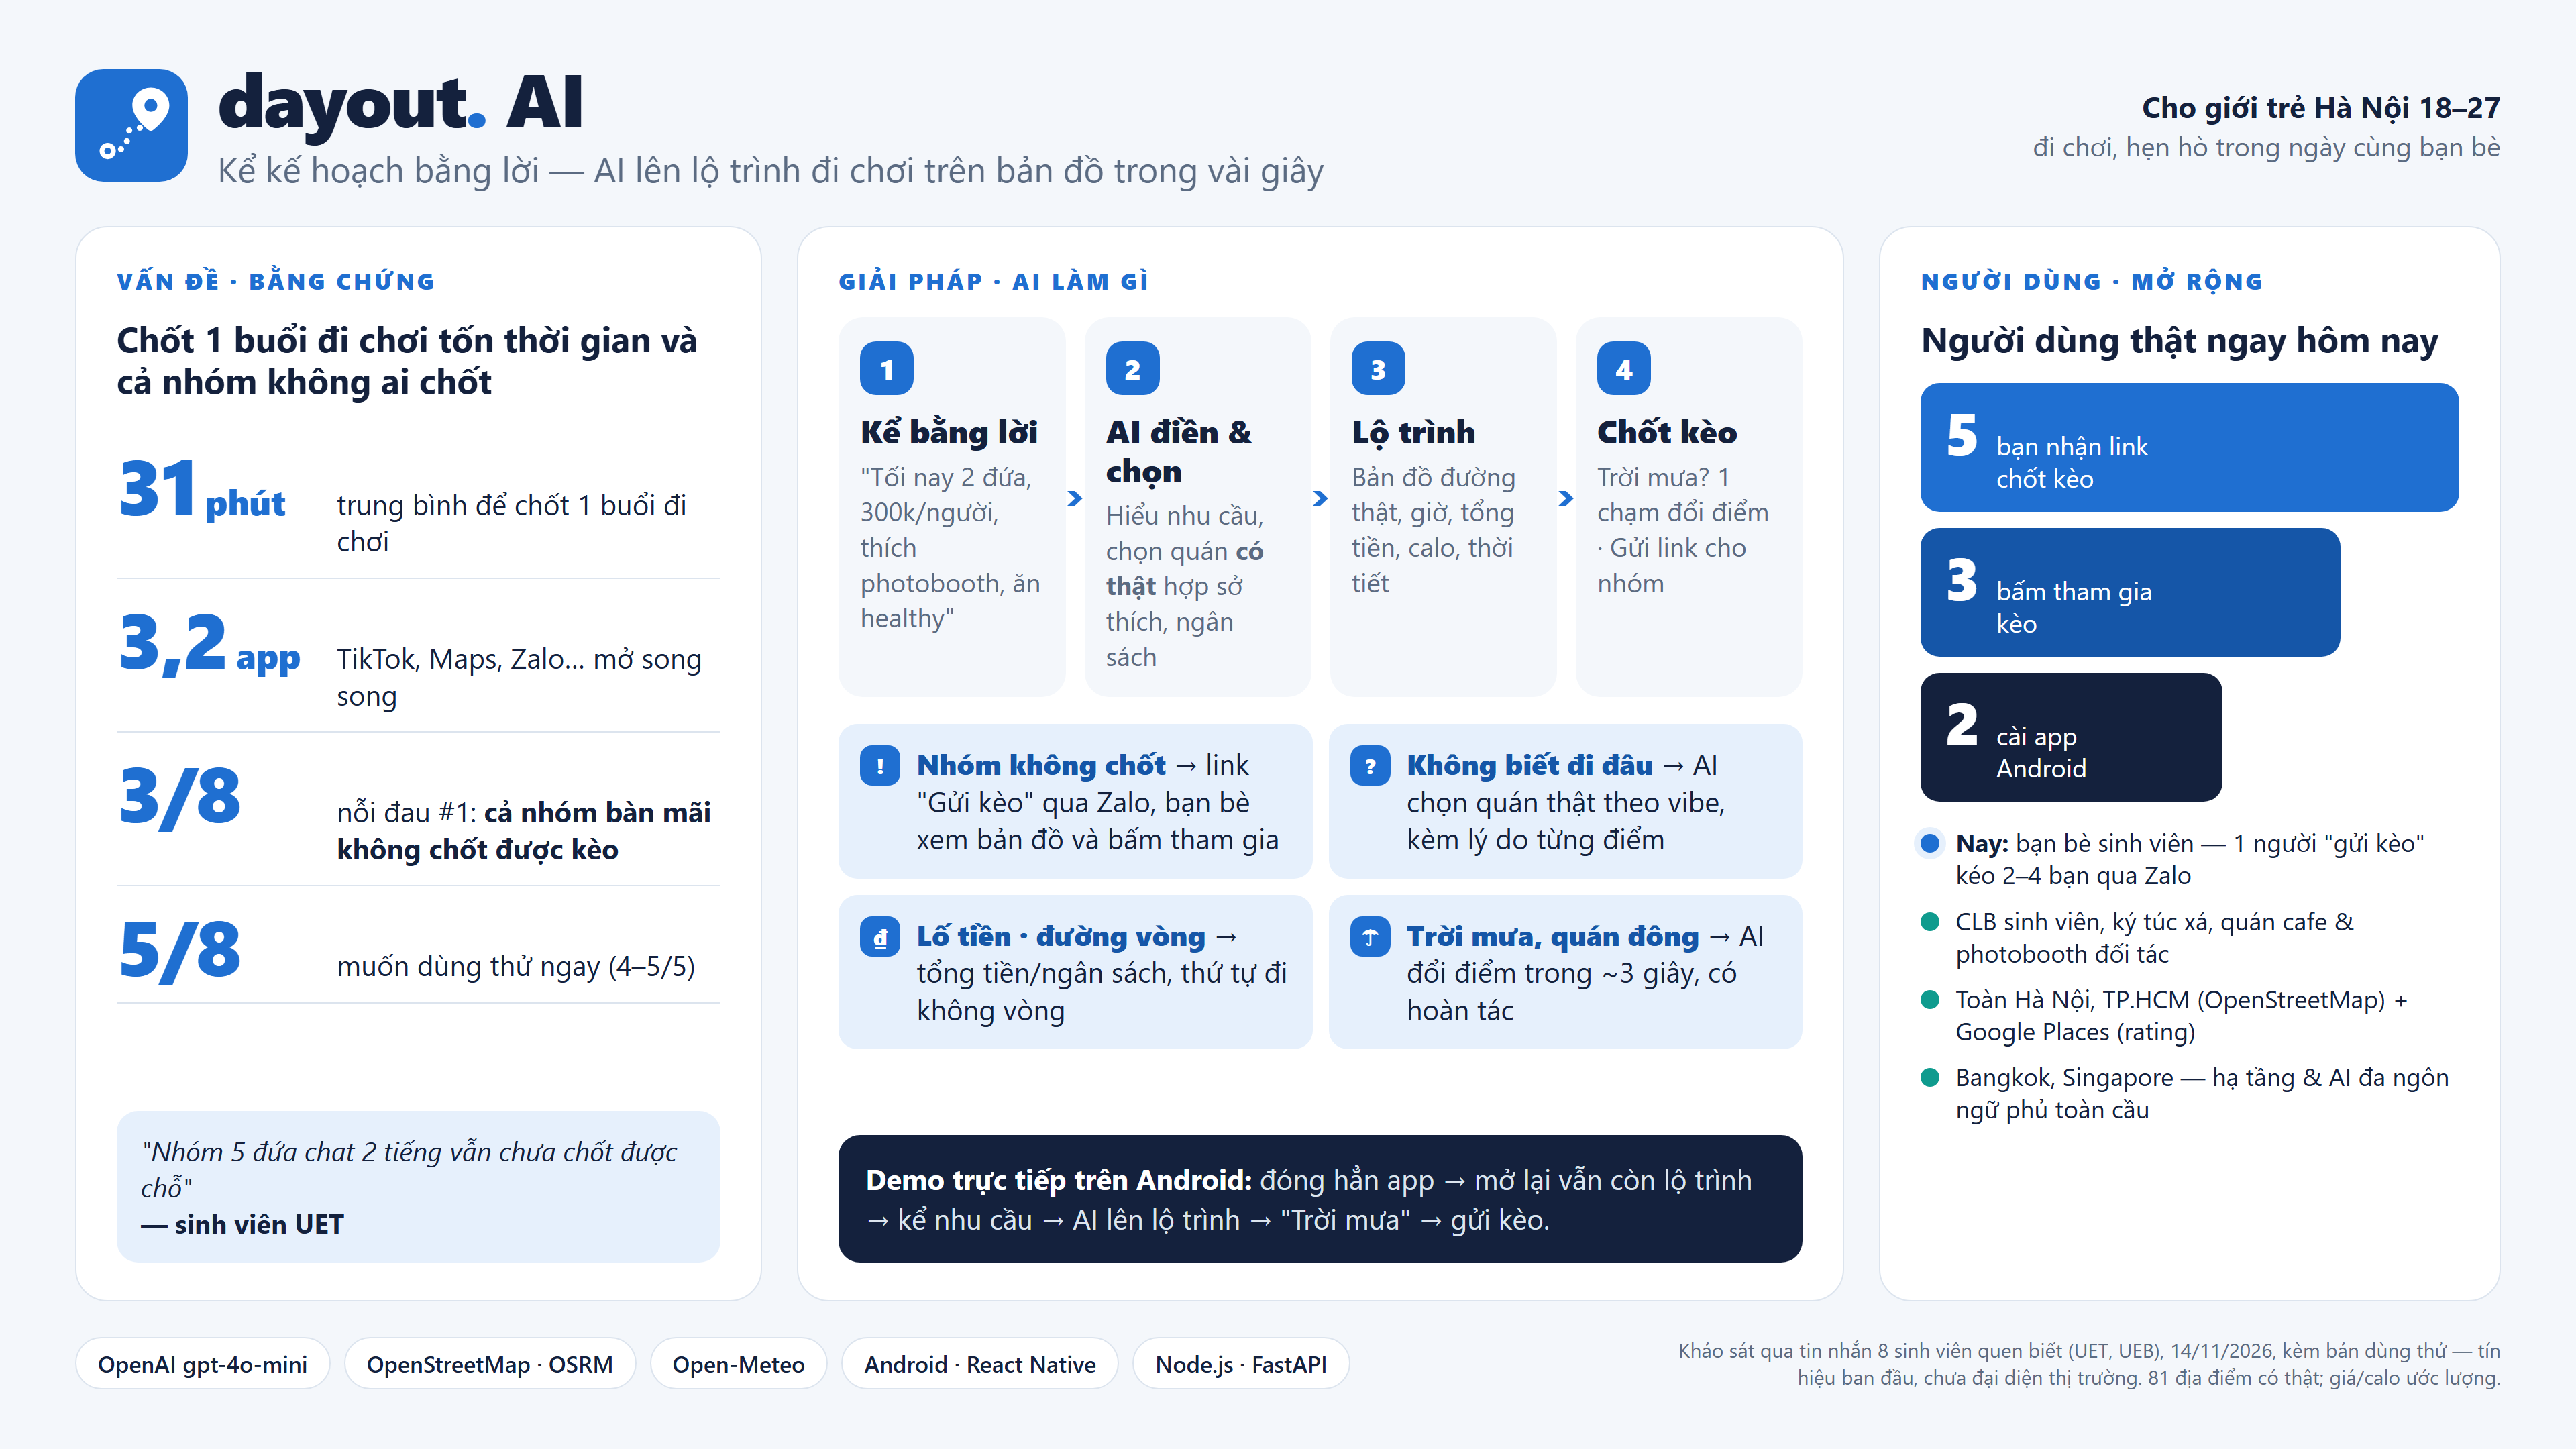 dayout. AI
Kể kế hoạch bằng lời — AI lên lộ trình đi chơi trên bản đồ trong vài giây
Cho giới trẻ Hà Nội 18–27
đi chơi, hẹn hò trong ngày cùng bạn bè
VẤN ĐỀ · BẰNG CHỨNG
Chốt 1 buổi đi chơi tốn thời gian và
cả nhóm không ai chốt
31 phút
trung bình để chốt 1 buổi đi
chơi
3,2 app
TikTok, Maps, Zalo... mở song
song
3/8
nỗi đau #1: cả nhóm bàn mãi
không chốt được kèo
5/8
muốn dùng thử ngay (4–5/5)
"Nhóm 5 đứa chat 2 tiếng vẫn chưa chốt được
chỗ"
— sinh viên UET
GIẢI PHÁP · AI LÀM GÌ
1
Kể bằng lời
"Tối nay 2 đứa,
300k/người,
thích
photobooth, ăn
healthy"
›
2
AI điền &
chọn
Hiểu nhu cầu,
chọn quán có
thật hợp sở
thích, ngân
sách
›
3
Lộ trình
Bản đồ đường
thật, giờ, tổng
tiền, calo, thời
tiết
›
4
Chốt kèo
Trời mưa? 1
chạm đổi điểm
· Gửi link cho
nhóm
!
Nhóm không chốt → link
"Gửi kèo" qua Zalo, bạn bè
xem bản đồ và bấm tham gia
?
Không biết đi đâu → AI
chọn quán thật theo vibe,
kèm lý do từng điểm
₫
Lố tiền · đường vòng →
tổng tiền/ngân sách, thứ tự đi
không vòng
☂
Trời mưa, quán đông → AI
đổi điểm trong ~3 giây, có
hoàn tác
Demo trực tiếp trên Android: đóng hẳn app → mở lại vẫn còn lộ trình
→ kể nhu cầu → AI lên lộ trình → "Trời mưa" → gửi kèo.
NGƯỜI DÙNG · MỞ RỘNG
Người dùng thật ngay hôm nay
5 bạn nhận link
chốt kèo
3 bấm tham gia
kèo
2 cài app
Android
Nay: bạn bè sinh viên — 1 người "gửi kèo"
kéo 2–4 bạn qua Zalo
CLB sinh viên, ký túc xá, quán cafe &
photobooth đối tác
Toàn Hà Nội, TP.HCM (OpenStreetMap) +
Google Places (rating)
Bangkok, Singapore — hạ tầng & AI đa ngôn
ngữ phủ toàn cầu
OpenAI gpt-4o-mini
OpenStreetMap · OSRM
Open-Meteo
Android · React Native
Node.js · FastAPI
Khảo sát qua tin nhắn 8 sinh viên quen biết (UET, UEB), 14/11/2026, kèm bản dùng thử — tín
hiệu ban đầu, chưa đại diện thị trường. 81 địa điểm có thật; giá/calo ước lượng.